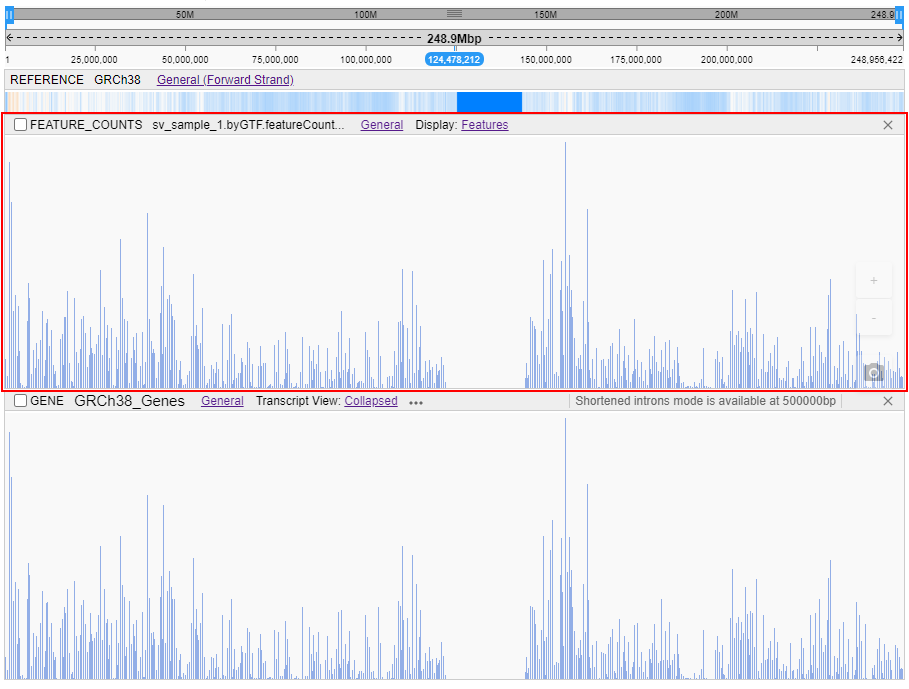 50M 100M 150M 200M 248.9
248.9Mbp
1 25,000,000 50,000,000 75,000,000 100,000,000 124,478,212 150,000,000 175,000,000 200,000,000 248,956,422
REFERENCE GRCh38 General (Forward Strand)
FEATURE_COUNTS sv_sample_1.byGTF.featureCount... General Display: Features ×
+
-
GENE GRCh38_Genes General Transcript View: Collapsed ••• Shortened introns mode is available at 500000bp ×